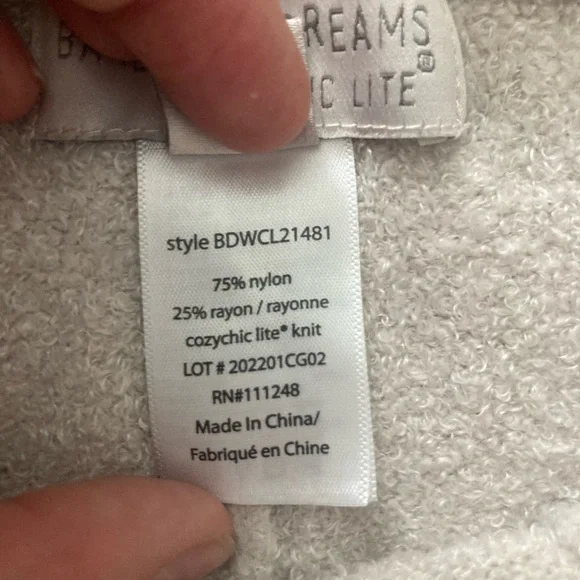 REAMS
IC LITE®
style BDWCL21481
75% nylon
25% rayon / rayonne
cozychic lite® knit
LOT # 202201CG02
RN#111248
Made In China/
Fabriqué en Chine